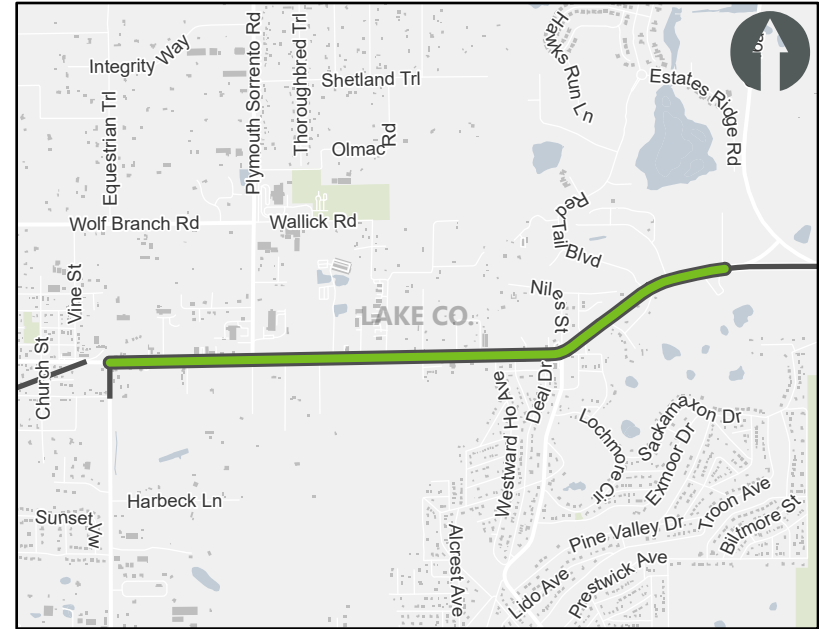 Integrity Way
Equestrian Trl
Plymouth Sorrento Rd
Thoroughbred Trl
Shetland Trl
Olmac Rd
Hawks Run Ln
Estates Ridge Rd
Wolf Branch Rd
Wallick Rd
Red Tail Blvd
Vine St
Niles St
LAKE CO.
Church St
Westward Ho Ave
Deal Dr
Lochmore Cir
Sackamaxon Dr
Exmoor Dr
Harbeck Ln
Sunset Vw
Alcrest Ave
Pine Valley Dr
Troon Ave
Biltmore St
Lido Ave
Prestwick Ave